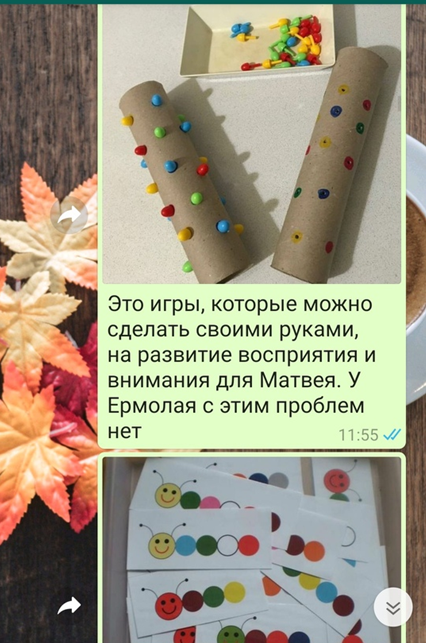 Это игры, которые можно
сделать своими руками,
на развитие восприятия и
внимания для Матвея. У
Ермолая с этим проблем
нет
11:55